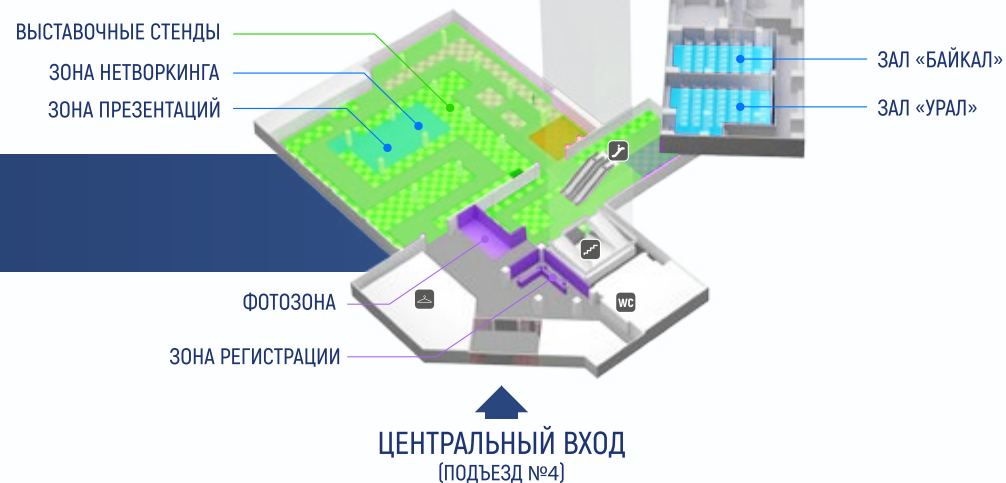 ВЫСТАВОЧНЫЕ СТЕНДЫ
ЗОНА НЕТВОРКИНГА
ЗОНА ПРЕЗЕНТАЦИЙ
ЗАЛ «БАЙКАЛ»
ЗАЛ «УРАЛ»
ФОТОЗОНА
WC
ЗОНА РЕГИСТРАЦИИ
ЦЕНТРАЛЬНЫЙ ВХОД
(ПОДЪЕЗД №4)